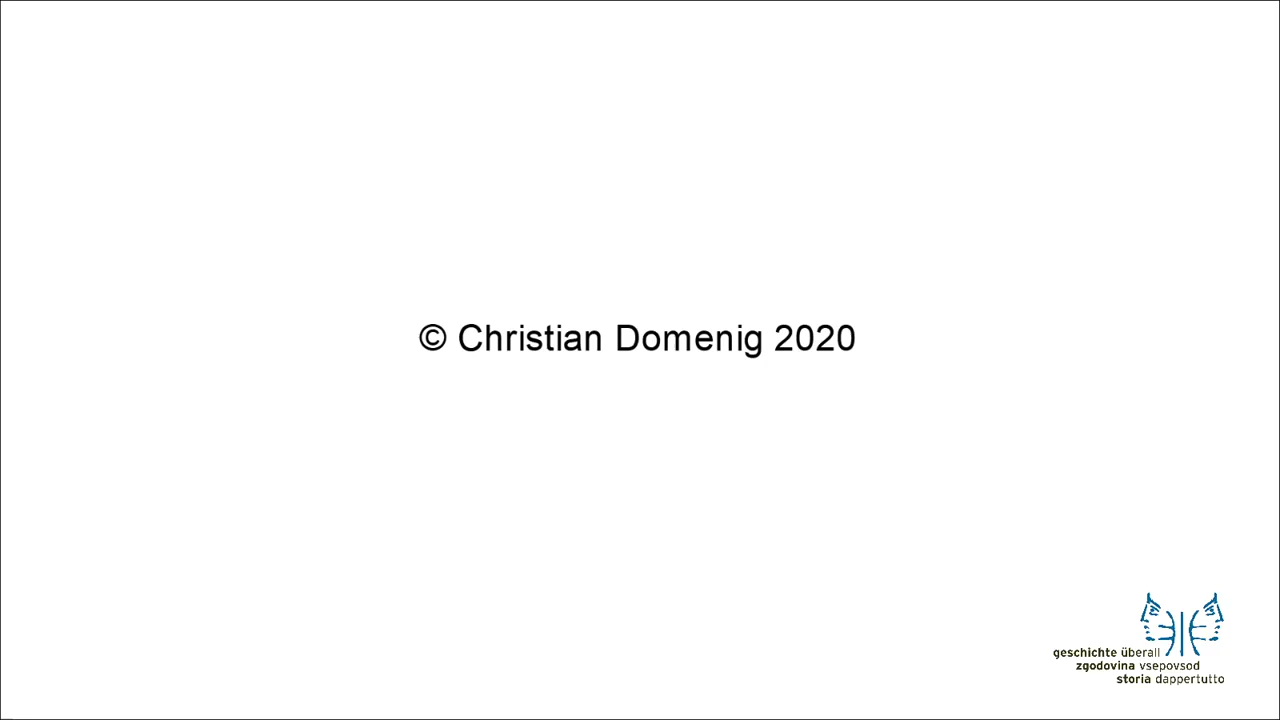 © Christian Domenig 2020
geschichte überall
zgodovina vsepovsod
storia dappertutto